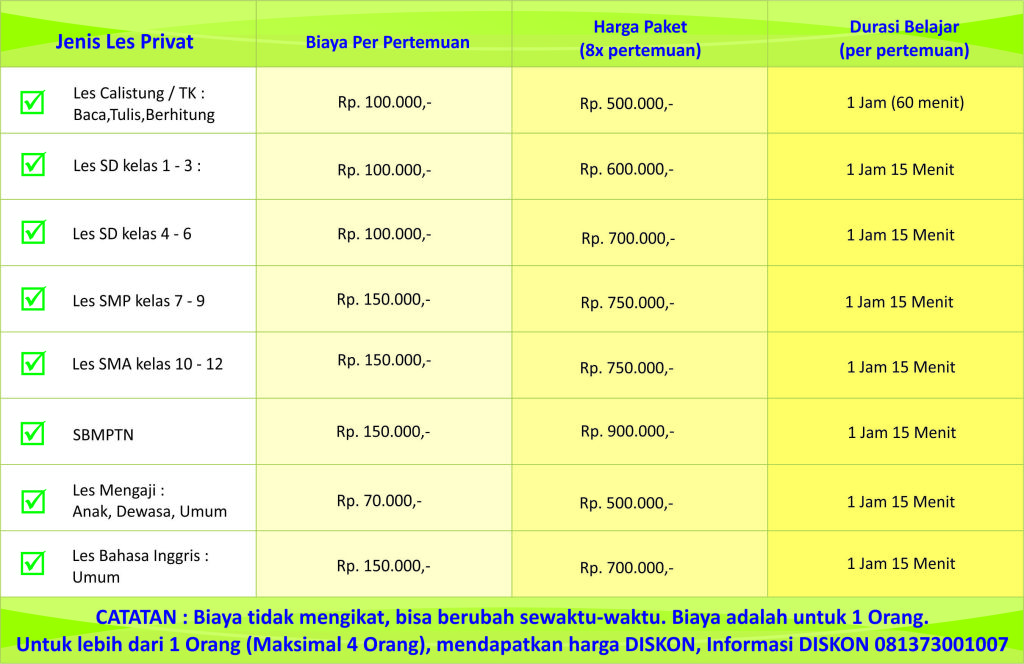 Jenis Les Privat
Biaya Per Pertemuan
Harga Paket
(8x pertemuan)
Durasi Belajar
(per pertemuan)
Les Calistung / TK :
Baca,Tulis,Berhitung
Rp. 100.000,-
Rp. 500.000,-
1 Jam (60 menit)
Les SD kelas 1 - 3 :
Rp. 100.000,-
Rp. 600.000,-
1 Jam 15 Menit
Les SD kelas 4 - 6
Rp. 100.000,-
Rp. 700.000,-
1 Jam 15 Menit
Les SMP kelas 7 - 9
Rp. 150.000,-
Rp. 750.000,-
1 Jam 15 Menit
Les SMA kelas 10 - 12
Rp. 150.000,-
Rp. 750.000,-
1 Jam 15 Menit
SBMPTN
Rp. 150.000,-
Rp. 900.000,-
1 Jam 15 Menit
Les Mengaji :
Anak, Dewasa, Umum
Rp. 70.000,-
Rp. 500.000,-
1 Jam 15 Menit
Les Bahasa Inggris :
Umum
Rp. 150.000,-
Rp. 700.000,-
1 Jam 15 Menit
CATATAN : Biaya tidak mengikat, bisa berubah sewaktu-waktu. Biaya adalah untuk 1 Orang.
Untuk lebih dari 1 Orang (Maksimal 4 Orang), mendapatkan harga DISKON, Informasi DISKON 081373001007